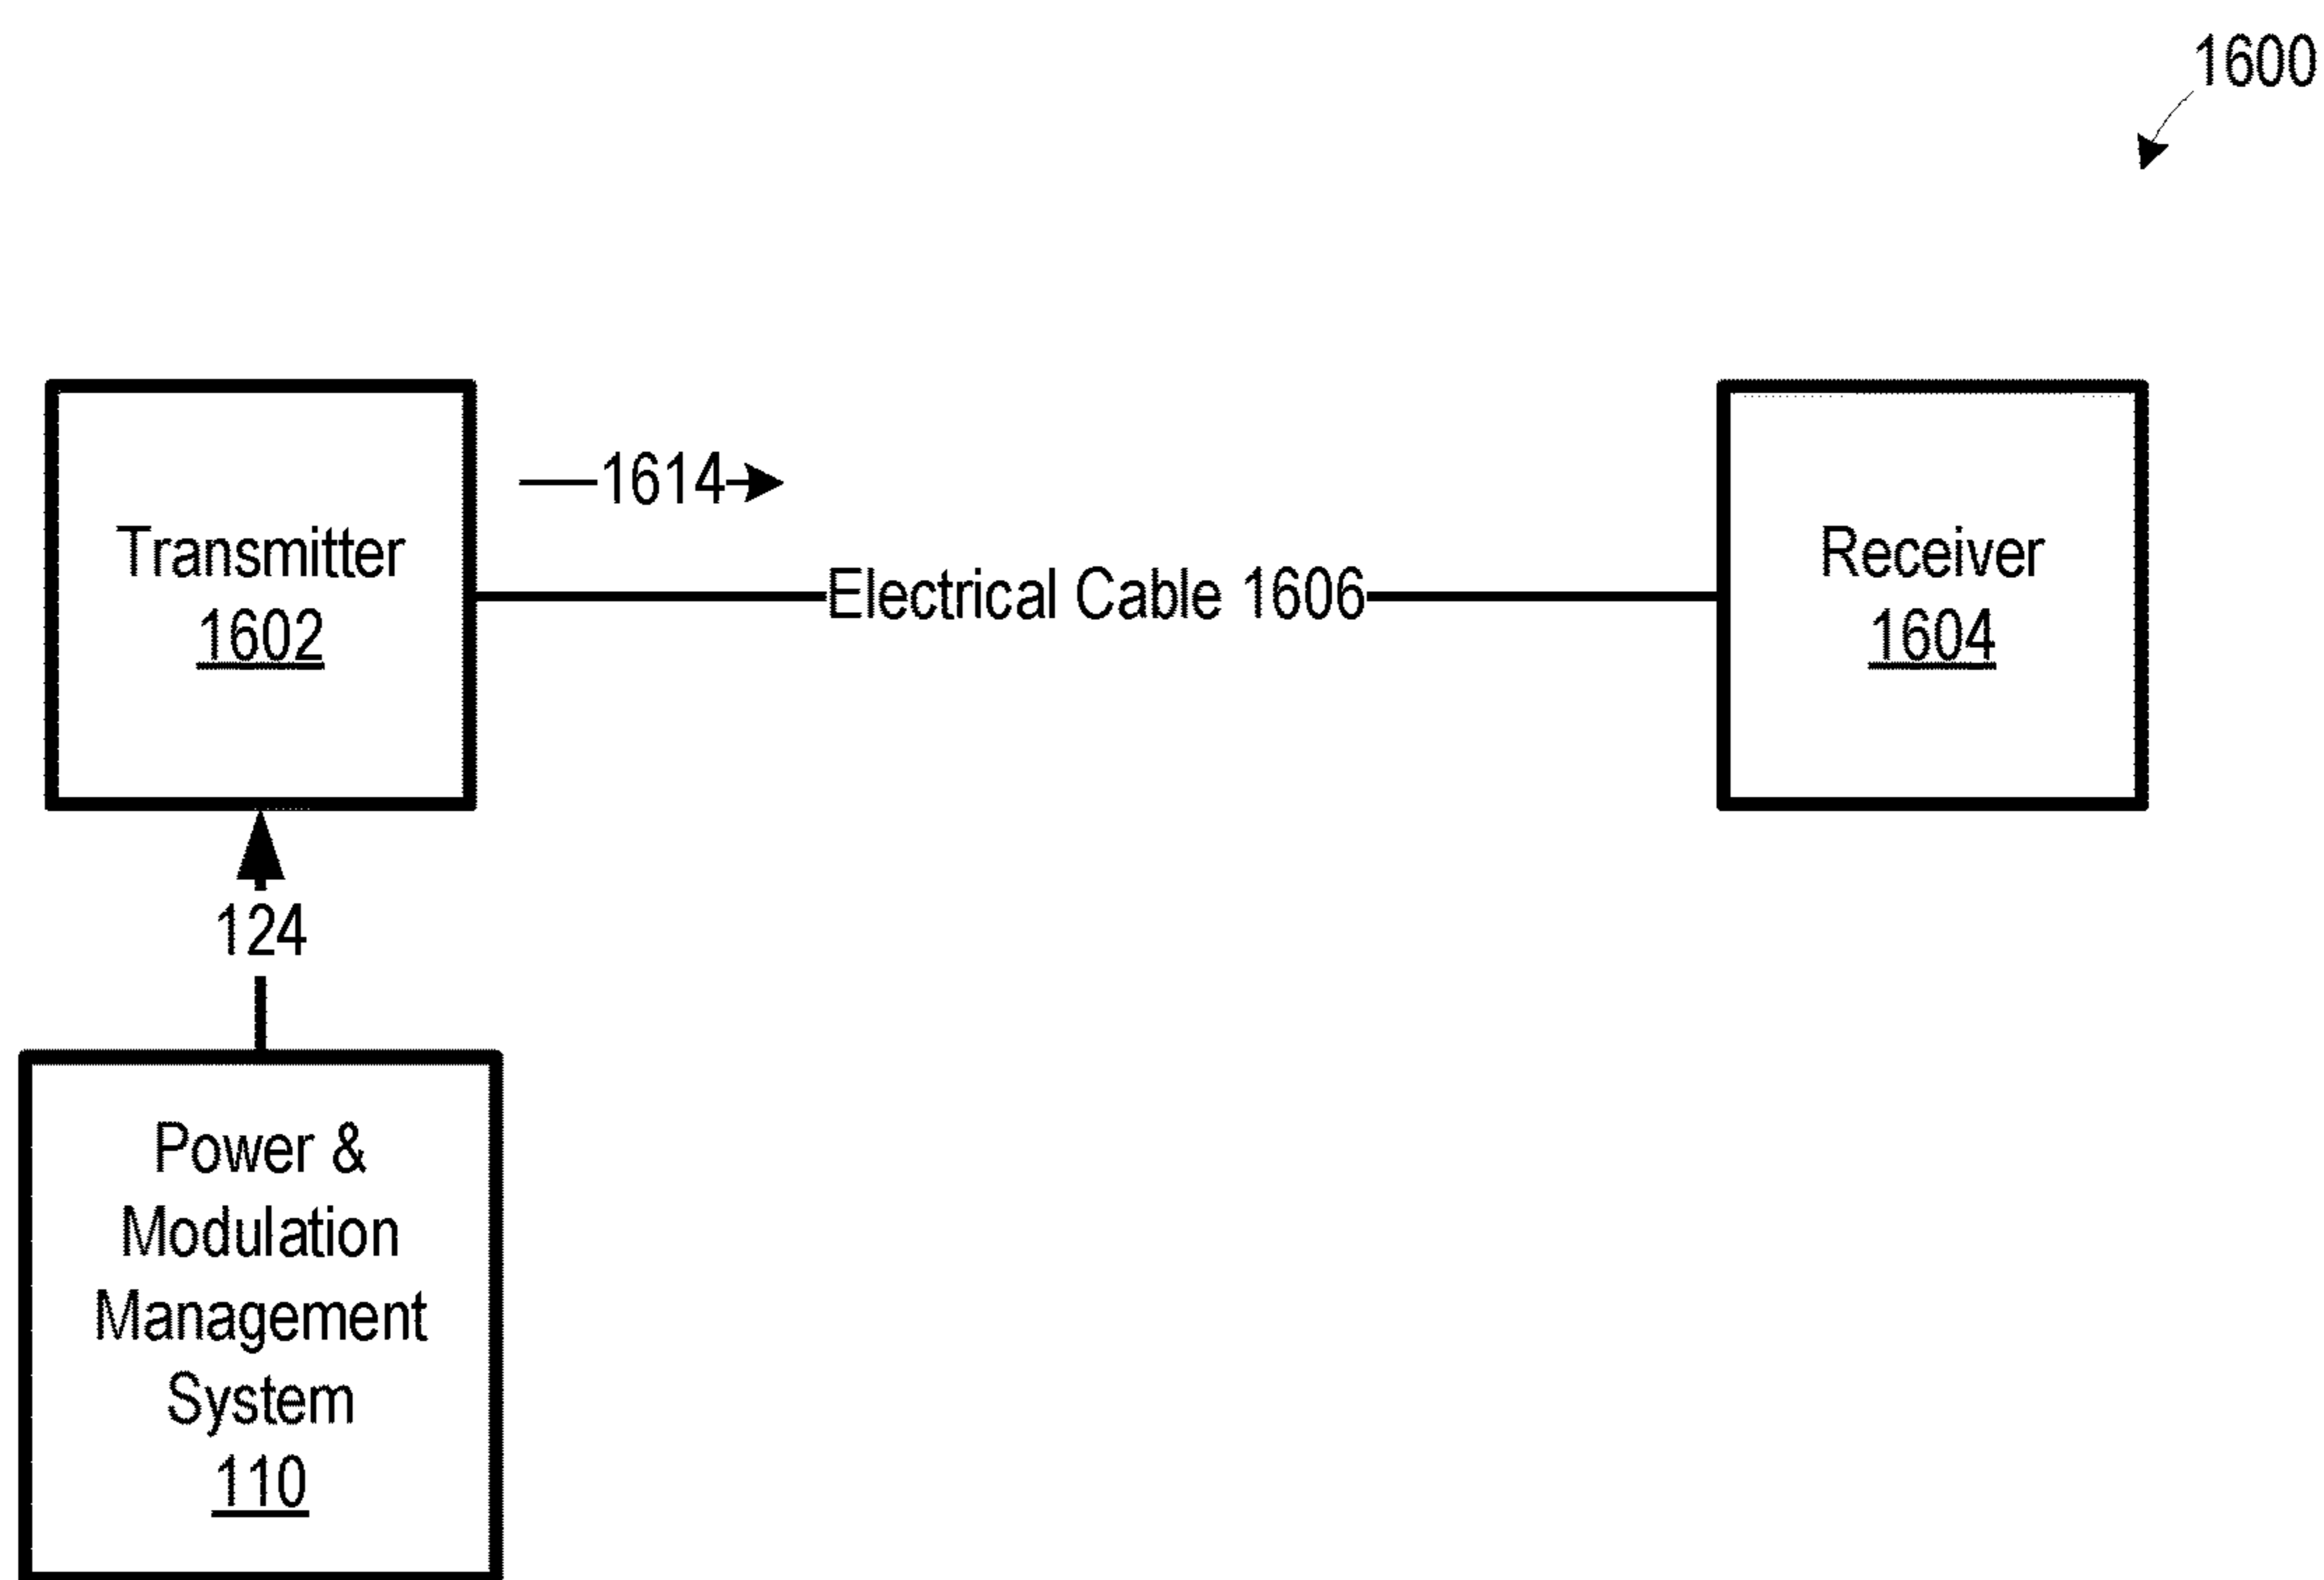 1600
1614
Transmitter
1602
Electrical Cable 1606
Receiver
1604
124
Power &
Modulation
Management
System
110